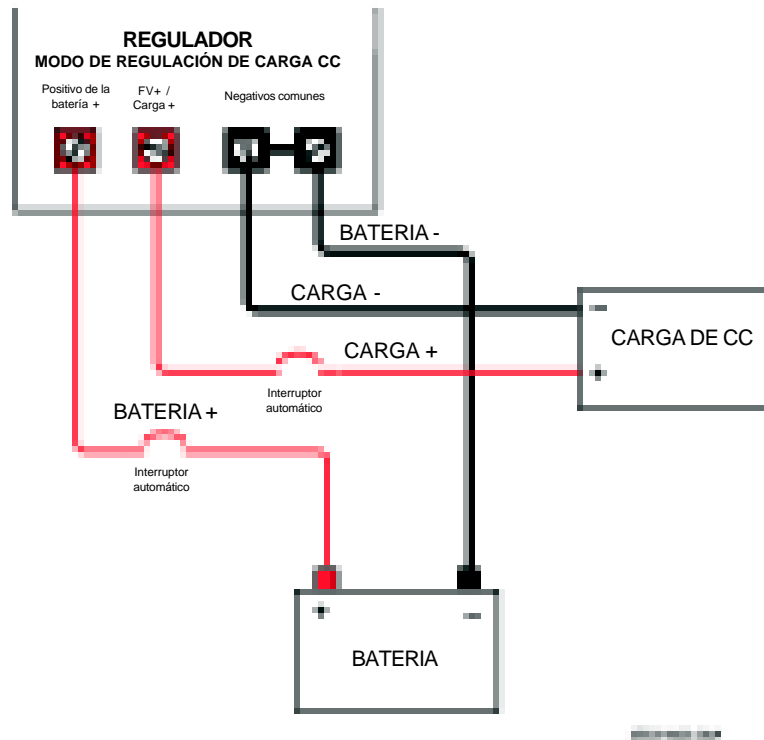 REGULADOR
MODO DE REGULACIÓN DE CARGA CC
Positivo de la
batería +
FV+ /
Carga +
Negativos comunes
BATERIA -
CARGA -
CARGA DE CC
CARGA +
Interruptor
automático
BATERIA +
Interruptor
automático
BATERIA